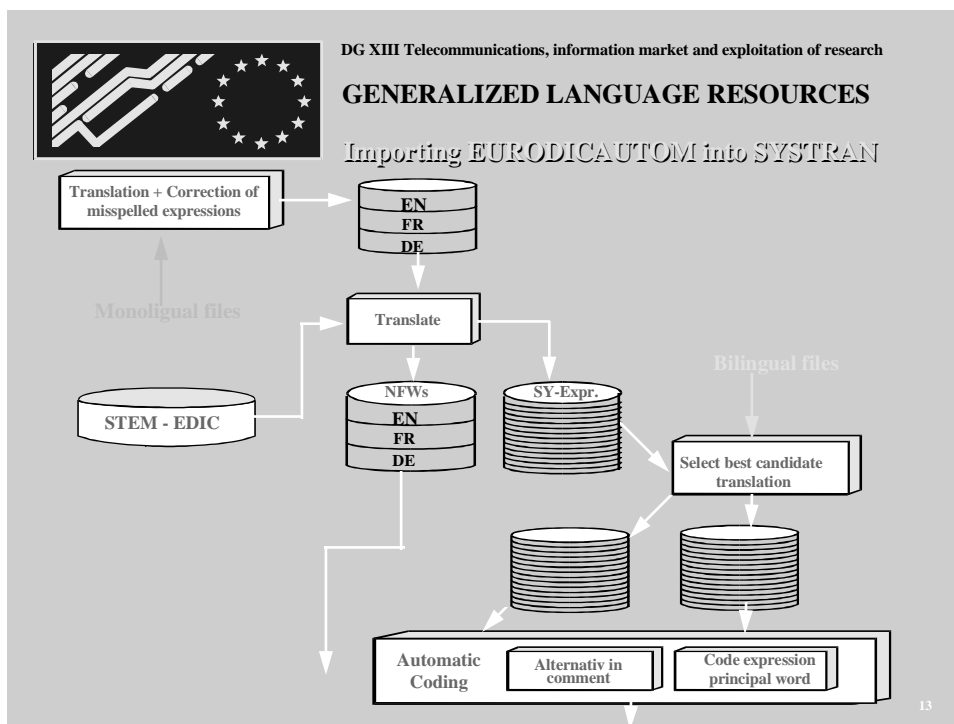 DG XIII Telecommunications, information market and exploitation of research
GENERALIZED LANGUAGE RESOURCES
Importing EURODICAUTOM into SYSTRAN
Translation + Correction of
misspelled expressions
EN
FR
DE
Monoligual files
Translate
Bilingual files
NFWs
EN
FR
DE
SY-Expr.
STEM - EDIC
Select best candidate
translation
Automatic
Coding
Alternativ in
comment
Code expression
principal word
13